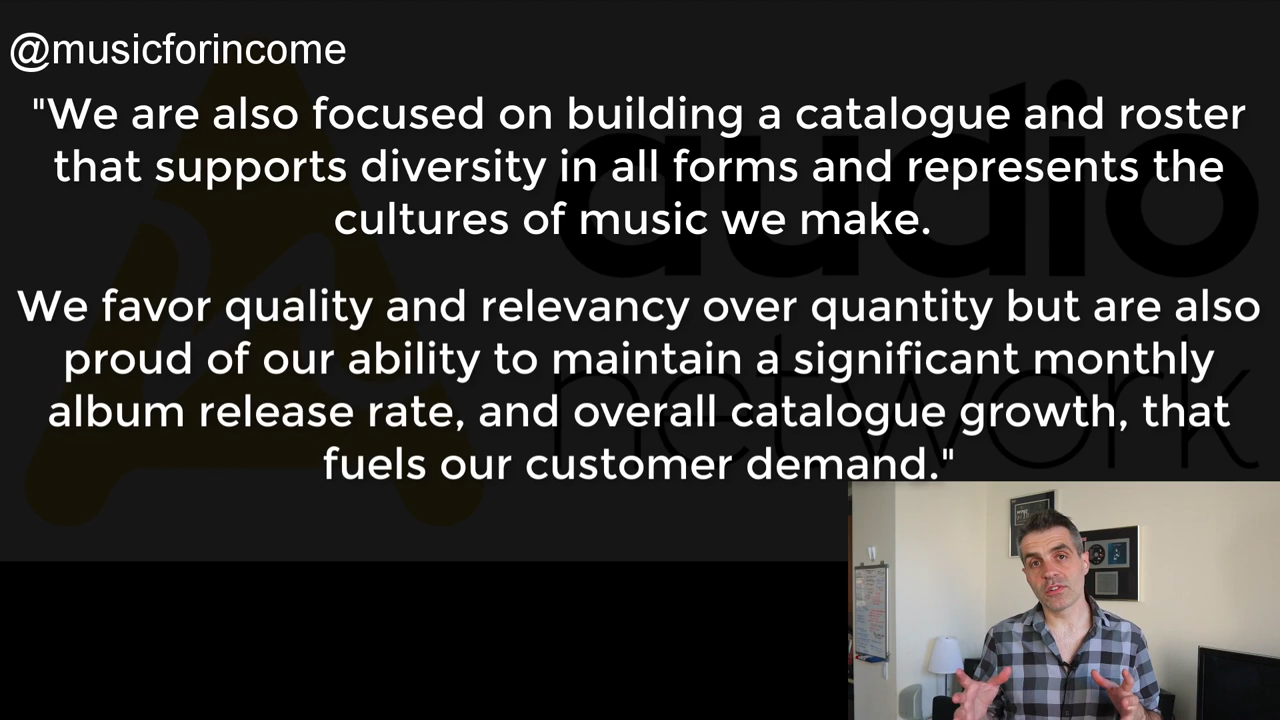 @musicforincome
"We are also focused on building a catalogue and roster
that supports diversity in all forms and represents the
cultures of music we make.
We favor quality and relevancy over quantity but are also
proud of our ability to maintain a significant monthly
album release rate, and overall catalogue growth, that
fuels our customer demand."
audio
network